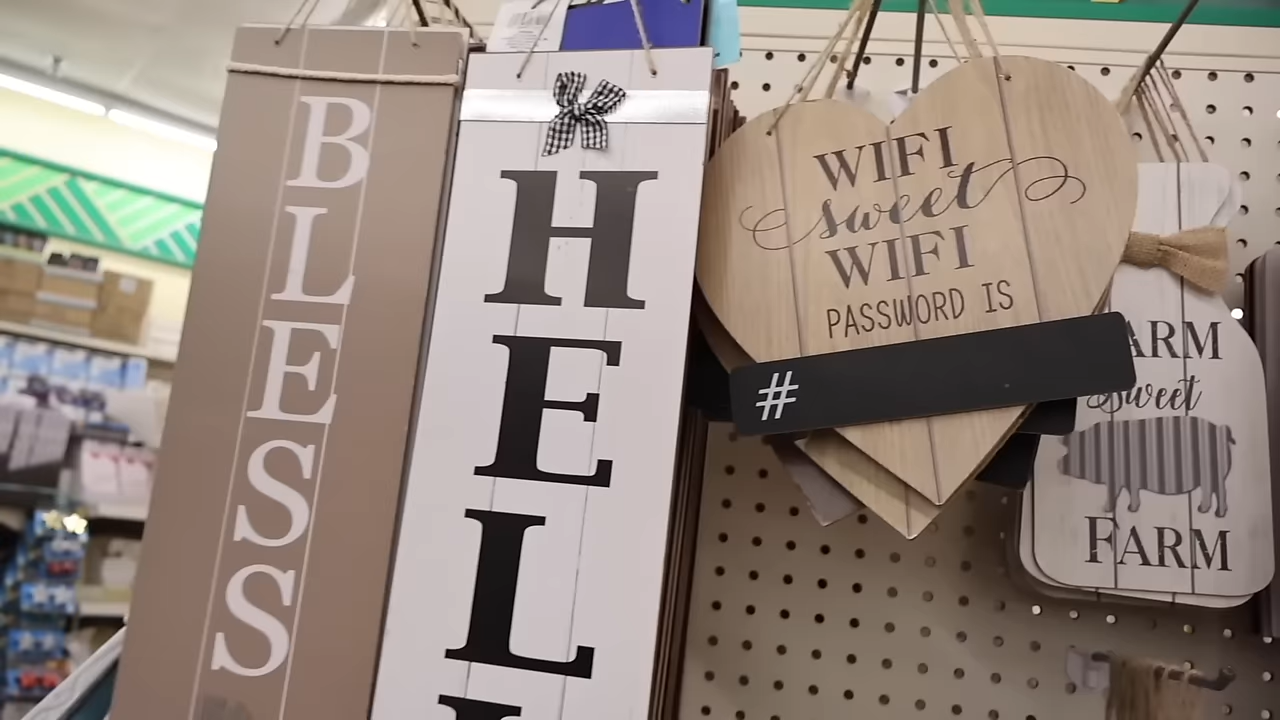 BLESS
HELL
WIFI
sweet
WIFI
PASSWORD IS
#
ARM
Sweet
FARM